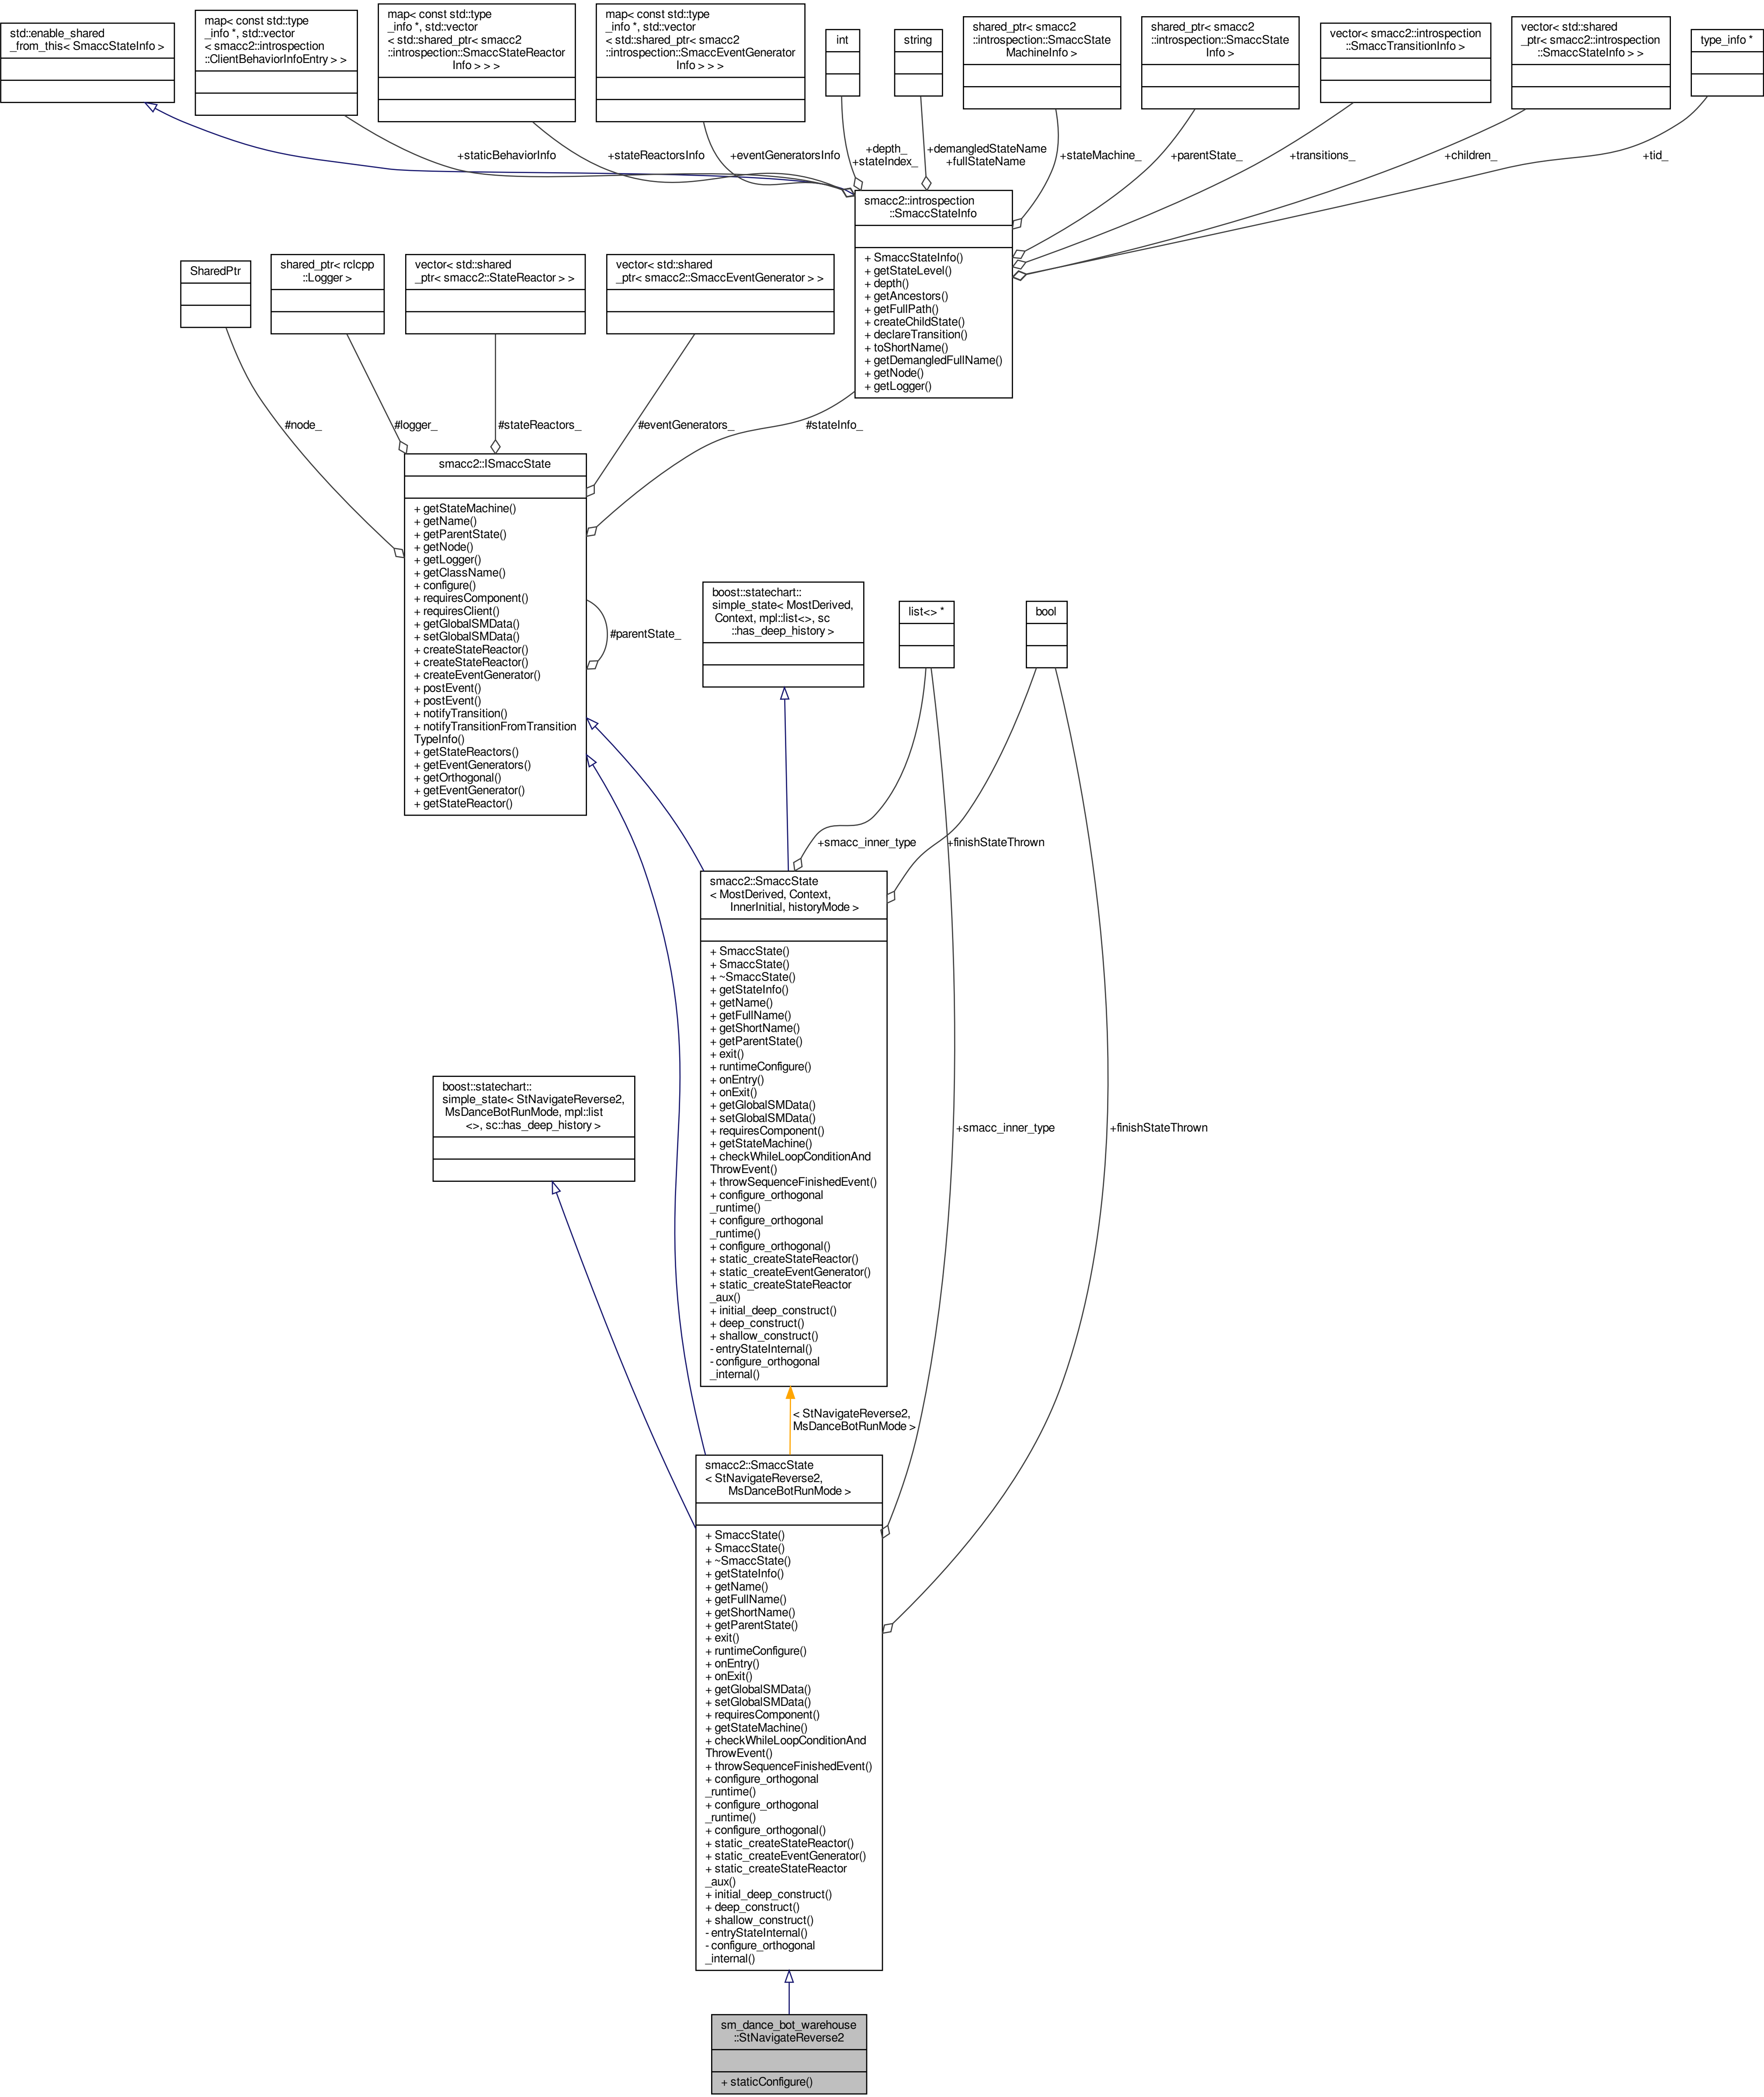 std::enable_shared
_from_this< SmaccStateInfo >
map< const std::type
_info *, std::vector
< smacc2::introspection
::ClientBehaviorInfoEntry > >
map< const std::type
_info *, std::vector
< std::shared_ptr< smacc2
::introspection::SmaccStateReactor
Info > > >
map< const std::type
_info *, std::vector
< std::shared_ptr< smacc2
::introspection::SmaccEventGenerator
Info > > >
int
string
shared_ptr< smacc2
::introspection::SmaccState
MachineInfo >
shared_ptr< smacc2
::introspection::SmaccState
Info >
vector< smacc2::introspection
::SmaccTransitionInfo >
vector< std::shared
_ptr< smacc2::introspection
::SmaccStateInfo > >
type_info *
+staticBehaviorInfo
+stateReactorsInfo
+eventGeneratorsInfo
+depth_
+stateIndex_
+demangledStateName
+fullStateName
+stateMachine_
+parentState_
+transitions_
+children_
+tid_
smacc2::introspection
::SmaccStateInfo
+ SmaccStateInfo()
+ getStateLevel()
+ depth()
+ getAncestors()
+ getFullPath()
+ createChildState()
+ declareTransition()
+ toShortName()
+ getDemangledFullName()
+ getNode()
+ getLogger()
SharedPtr
shared_ptr< rclcpp
::Logger >
vector< std::shared
_ptr< smacc2::StateReactor > >
vector< std::shared
_ptr< smacc2::SmaccEventGenerator > >
#node_
#logger_
#stateReactors_
#eventGenerators_
#stateInfo_
smacc2::ISmaccState
+ getStateMachine()
+ getName()
+ getParentState()
+ getNode()
+ getLogger()
+ getClassName()
+ configure()
+ requiresComponent()
+ requiresClient()
+ getGlobalSMData()
+ setGlobalSMData()
+ createStateReactor()
+ createStateReactor()
+ createEventGenerator()
+ postEvent()
+ postEvent()
+ notifyTransition()
+ notifyTransitionFromTransition
TypeInfo()
+ getStateReactors()
+ getEventGenerators()
+ getOrthogonal()
+ getEventGenerator()
+ getStateReactor()
#parentState_
boost::statechart::
simple_state< MostDerived,
Context, mpl::list<>, sc
::has_deep_history >
list<> *
bool
+smacc_inner_type
+finishStateThrown
smacc2::SmaccState
< MostDerived, Context,
InnerInitial, historyMode >
+ SmaccState()
+ SmaccState()
+ ~SmaccState()
+ getStateInfo()
+ getName()
+ getFullName()
+ getShortName()
+ getParentState()
+ exit()
+ runtimeConfigure()
+ onEntry()
+ onExit()
+ getGlobalSMData()
+ setGlobalSMData()
+ requiresComponent()
+ getStateMachine()
+ checkWhileLoopConditionAnd
ThrowEvent()
+ throwSequenceFinishedEvent()
+ configure_orthogonal
_runtime()
+ configure_orthogonal
_runtime()
+ configure_orthogonal()
+ static_createStateReactor()
+ static_createEventGenerator()
+ static_createStateReactor
_aux()
+ initial_deep_construct()
+ deep_construct()
+ shallow_construct()
- entryStateInternal()
- configure_orthogonal
_internal()
boost::statechart::
simple_state< StNavigateReverse2,
MsDanceBotRunMode, mpl::list
<>, sc::has_deep_history >
+smacc_inner_type
+finishStateThrown
< StNavigateReverse2,
MsDanceBotRunMode >
smacc2::SmaccState
< StNavigateReverse2,
MsDanceBotRunMode >
+ SmaccState()
+ SmaccState()
+ ~SmaccState()
+ getStateInfo()
+ getName()
+ getFullName()
+ getShortName()
+ getParentState()
+ exit()
+ runtimeConfigure()
+ onEntry()
+ onExit()
+ getGlobalSMData()
+ setGlobalSMData()
+ requiresComponent()
+ getStateMachine()
+ checkWhileLoopConditionAnd
ThrowEvent()
+ throwSequenceFinishedEvent()
+ configure_orthogonal
_runtime()
+ configure_orthogonal
_runtime()
+ configure_orthogonal()
+ static_createStateReactor()
+ static_createEventGenerator()
+ static_createStateReactor
_aux()
+ initial_deep_construct()
+ deep_construct()
+ shallow_construct()
- entryStateInternal()
- configure_orthogonal
_internal()
sm_dance_bot_warehouse
::StNavigateReverse2
+ staticConfigure()